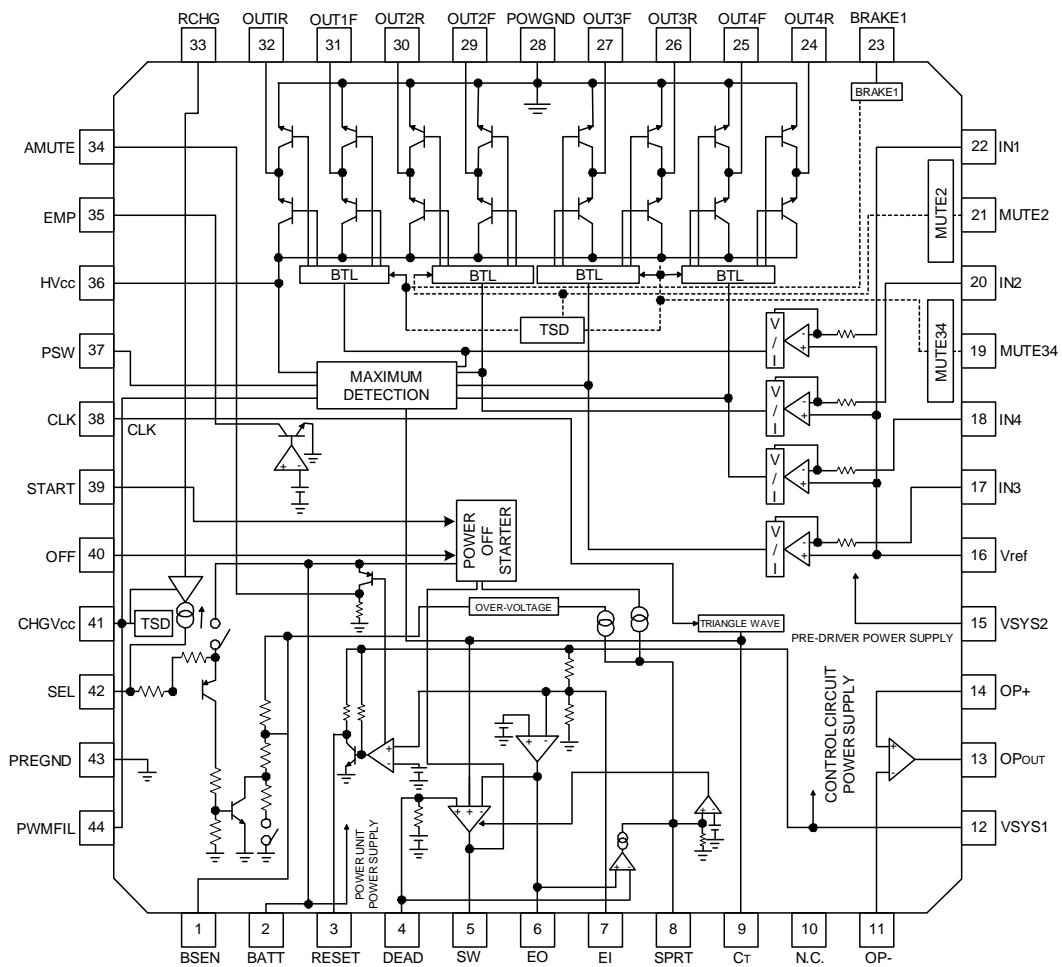 RCHG OUTIR OUT1F OUT2R OUT2F POWGND OUT3F OUT3R OUT4F OUT4R BRAKE1
33 32 31 30 29 28 27 26 25 24 23
BRAKE1
AMUTE 34
22 IN1
EMP 35
MUTE2
21 MUTE2
HVcc 36
BTL BTL BTL BTL
20 IN2
TSD
V / I
- +
PSW 37
MAXIMUM
DETECTION
MUTE34
19 MUTE34
CLK 38
CLK
V / I
- +
18 IN4
+ -
V / I
- +
START 39
17 IN3
POWER
OFF
STARTER
V / I
- +
OFF 40
16 Vref
OVER-VOLTAGE
CHGVcc 41
TSD
TRIANGLE WAVE
PRE-DRIVER POWER SUPPLY
15 VSYS2
SEL 42
14 OP+
+ -
+ -
+ -
PREGND 43
CONTROLCIRCUIT
POWER SUPPLY
13 OPOUT
PWMFIL 44
+ + -
+ -
12 VSYS1
POWER UNIT
POWER SUPPLY
+ -
1 2 3 4 5 6 7 8 9 10 11
BSEN BATT RESET DEAD SW EO EI SPRT CT N.C. OP-